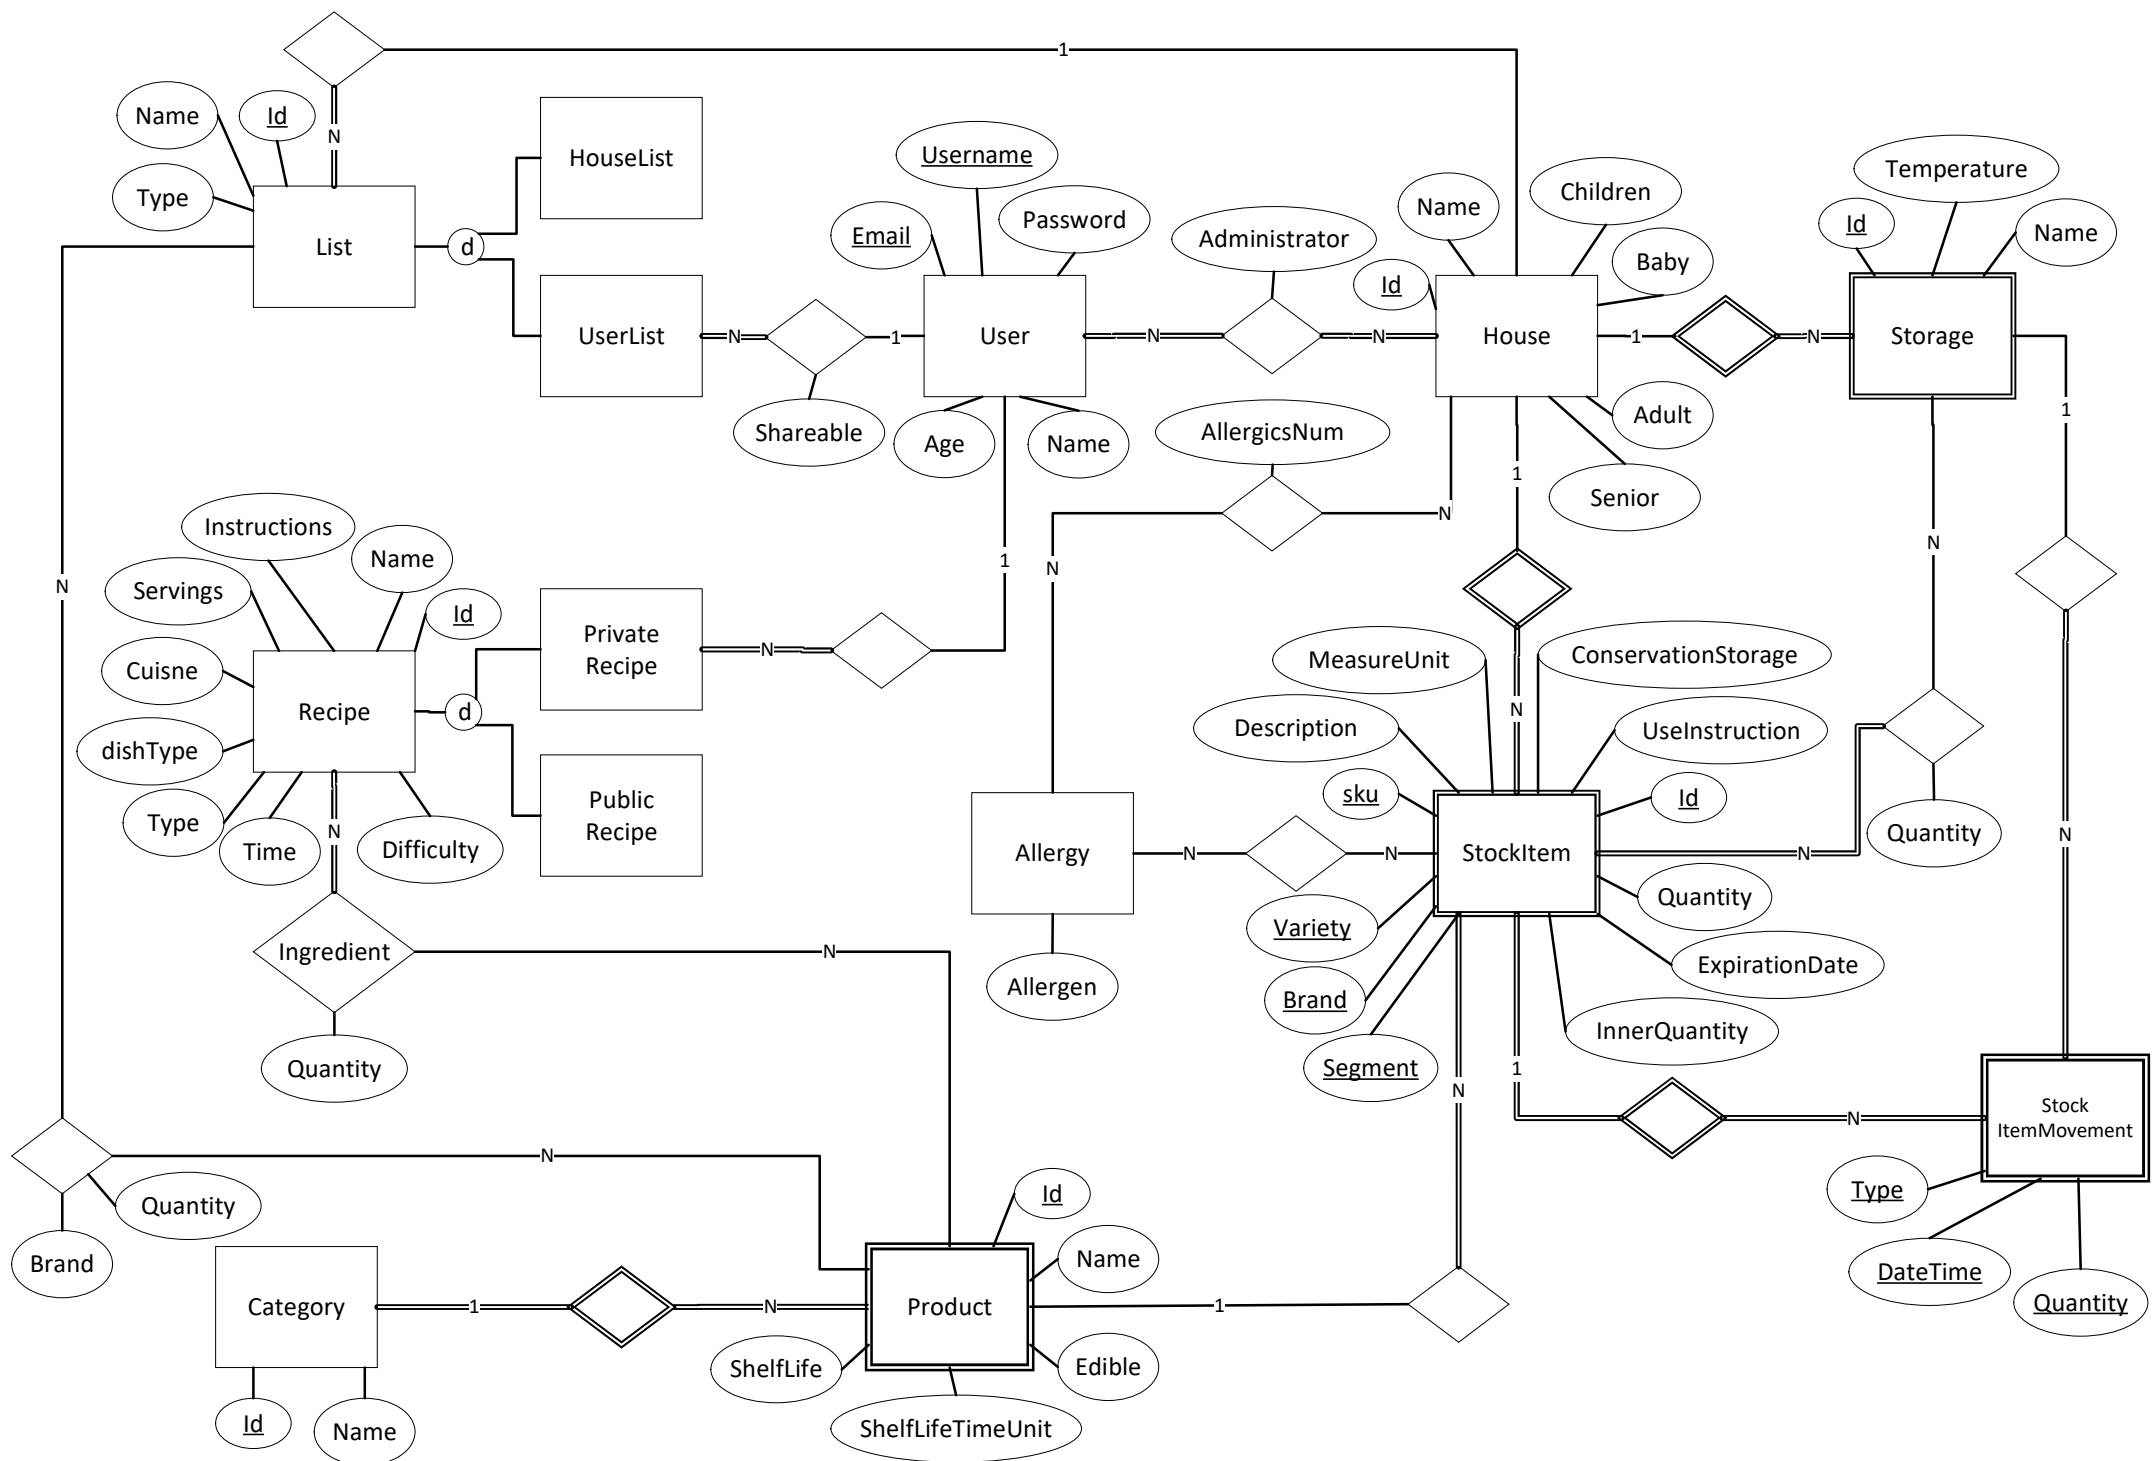 1
Name
Id
N
HouseList
Type
Username
Temperature
Children
Name
Password
Administrator
Id
Name
Email
List
d
Baby
Id
UserList
N
1
User
N
N
House
1
N
Storage
Shareable
Age
Name
AllergicsNum
Adult
1
1
Senior
Instructions
N
Name
N
N
1
N
Servings
Id
Private
Recipe
N
MeasureUnit
ConservationStorage
Cuisne
Recipe
d
N
Description
UseInstruction
dishType
sku
Id
Type
Time
N
Difficulty
Public
Recipe
Quantity
N
Allergy
N
N
StockItem
N
Quantity
Variety
Ingredient
N
ExpirationDate
Allergen
Brand
InnerQuantity
Quantity
Segment
1
N
N
Stock
ItemMovement
N
Type
Quantity
Id
Brand
Name
DateTime
Quantity
Category
1
N
Product
1
ShelfLife
Edible
Id
Name
ShelfLifeTimeUnit